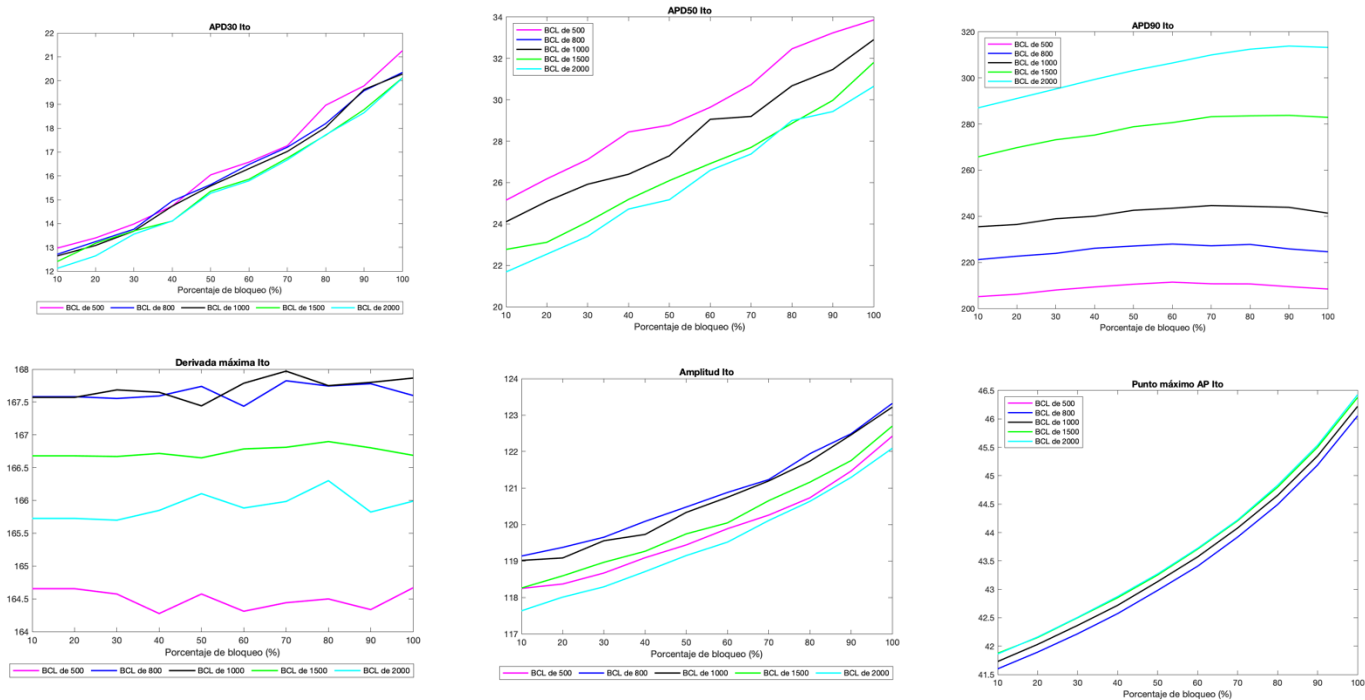 APD30 Ito
22
21
20
19
18
17
16
15
14
13
12
10 20 30 40 50 60 70 80 90 100
Porcentaje de bloqueo (%)
BCL de 500 BCL de 800 BCL de 1000 BCL de 1500 BCL de 2000
APD50 Ito
34
32
30
28
26
24
22
20
BCL de 500
BCL de 800
BCL de 1000
BCL de 1500
BCL de 2000
10 20 30 40 50 60 70 80 90 100
Porcentaje de bloqueo (%)
APD90 Ito
320
300
280
260
240
220
200
BCL de 500
BCL de 800
BCL de 1000
BCL de 1500
BCL de 2000
10 20 30 40 50 60 70 80 90 100
Porcentaje de bloqueo (%)
Derivada máxima Ito
168
167.5
167
166.5
166
165.5
165
164.5
164
10 20 30 40 50 60 70 80 90 100
Porcentaje de bloqueo (%)
BCL de 500 BCL de 800 BCL de 1000 BCL de 1500 BCL de 2000
Amplitud Ito
124
123
122
121
120
119
118
117
10 20 30 40 50 60 70 80 90 100
Porcentaje de bloqueo (%)
BCL de 500 BCL de 800 BCL de 1000 BCL de 1500 BCL de 2000
Punto máximo AP Ito
46.5
46
45.5
45
44.5
44
43.5
43
42.5
42
41.5
BCL de 500
BCL de 800
BCL de 1000
BCL de 1500
BCL de 2000
10 20 30 40 50 60 70 80 90 100
Porcentaje de bloqueo (%)